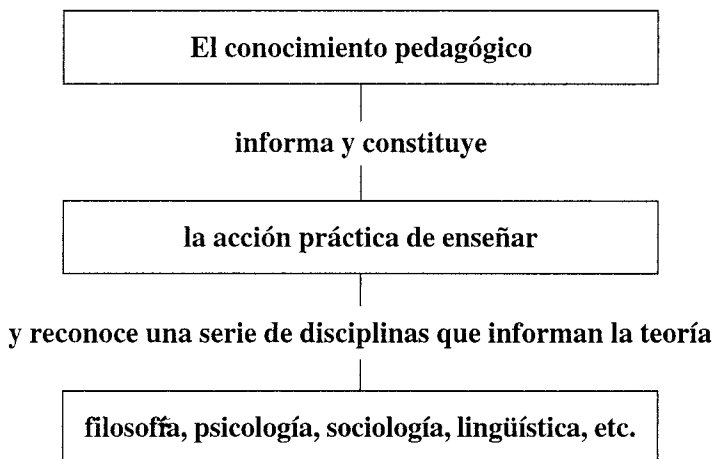 El conocimiento pedagógico
informa y constituye
la acción práctica de enseñar
y reconoce una serie de disciplinas que informan la teoría
filosofía, psicología, sociología, lingüística, etc.